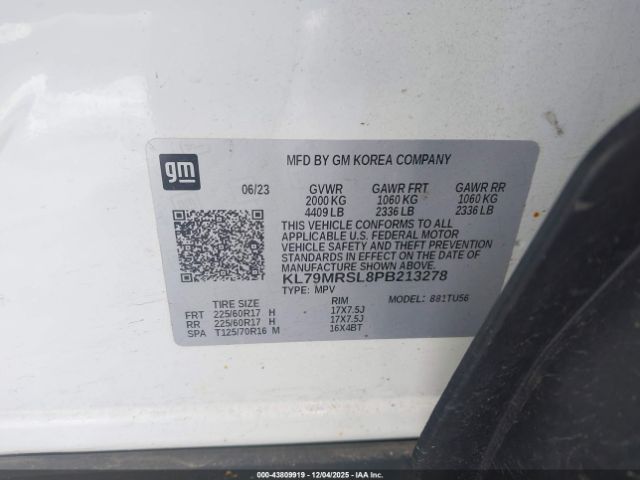 gm
MFD BY GM KOREA COMPANY
06/23 GVWR GAWR FRT GAWR RR
2000 KG 1060 KG 1060 KG
4409 LB 2336 LB 2336 LB
THIS VEHICLE CONFORMS TO ALL
APPLICABLE U.S. FEDERAL MOTOR
VEHICLE SAFETY AND THEFT PREVENTION
STANDARDS IN EFFECT ON THE DATE OF
MANUFACTURE SHOWN ABOVE.
KL79MRSL8PB213278
TYPE: MPV MODEL: 881TU56
TIRE SIZE RIM
FRT 225/60R17 H 17X7.5J
RR 225/60R17 H 17X7.5J
SPA T125/70R16 M 16X4BT
000-43809919 - 12/04/2025 - IAAI.COM